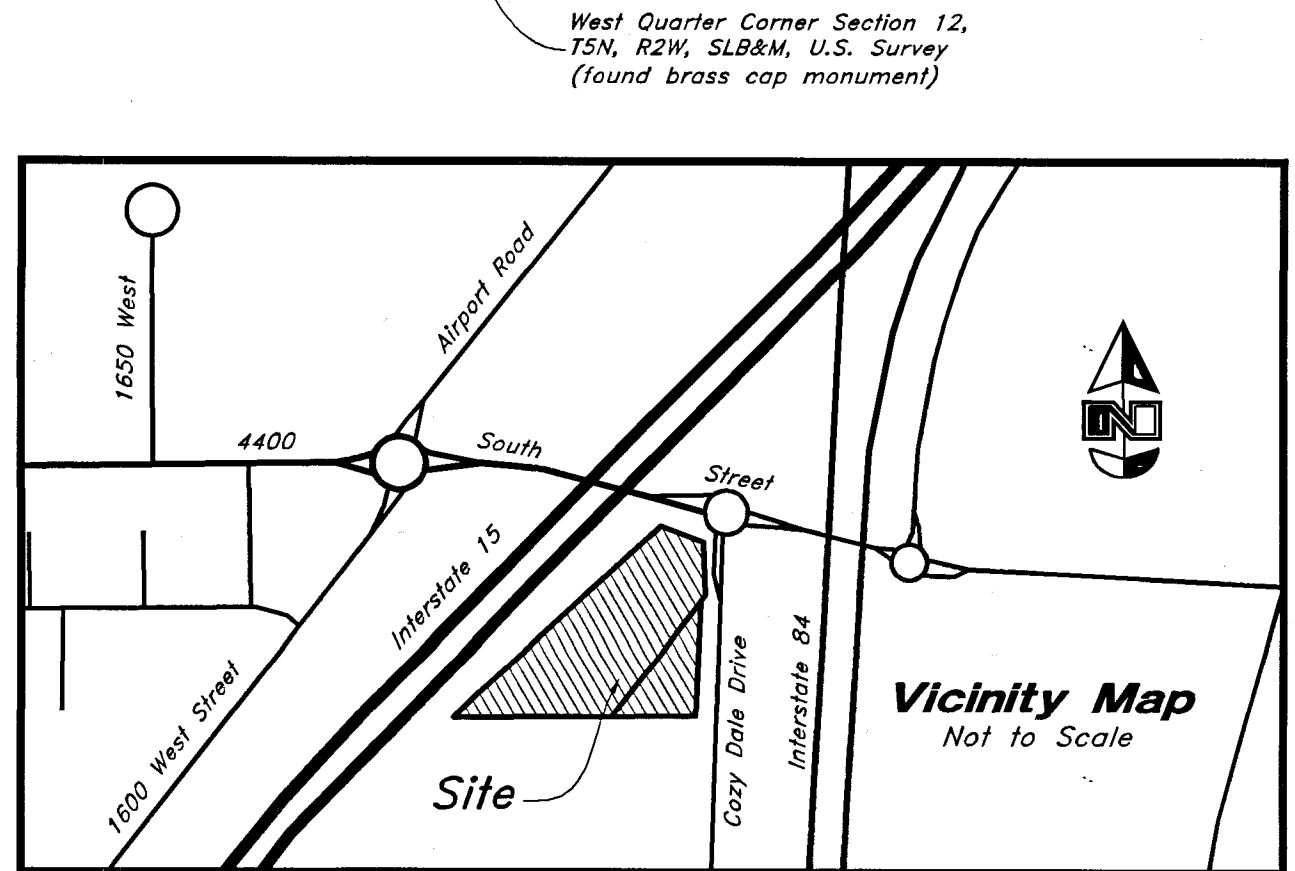 West Quarter Corner Section 12,
T5N, R2W, SLB&M, U.S. Survey
(found brass cap monument)
1650 West
Airport Road
4400
South
Street
Interstate 15
1600 West Street
Site
Cozy Dale Drive
Interstate 84
N
Vicinity Map
Not to Scale